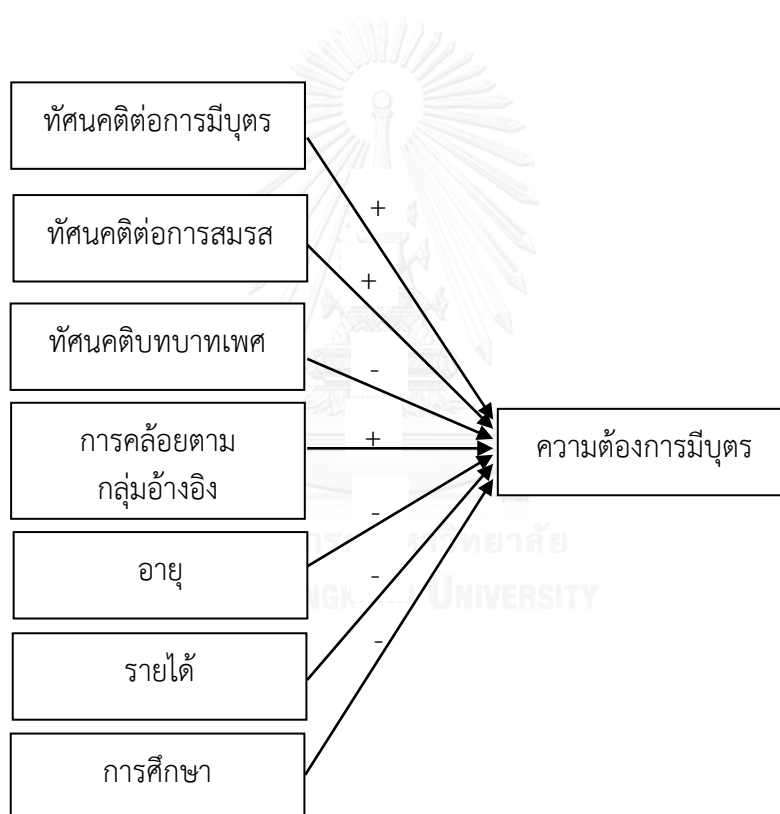 ทัศนคติต่อการมีบุตร
+
ทัศนคติต่อการสมรส
+
ทัศนคติบทบาทเพศ
-
การคล้อยตาม
กลุ่มอ้างอิง
+
ความต้องการมีบุตร
-
อายุ
-
รายได้
-
การศึกษา
UNIVERSITY